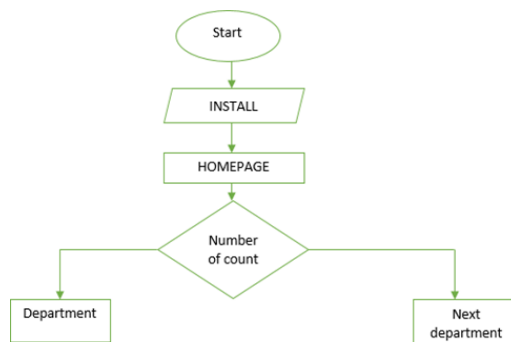 Start
INSTALL
HOMEPAGE
Number
of count
Department
Next
department